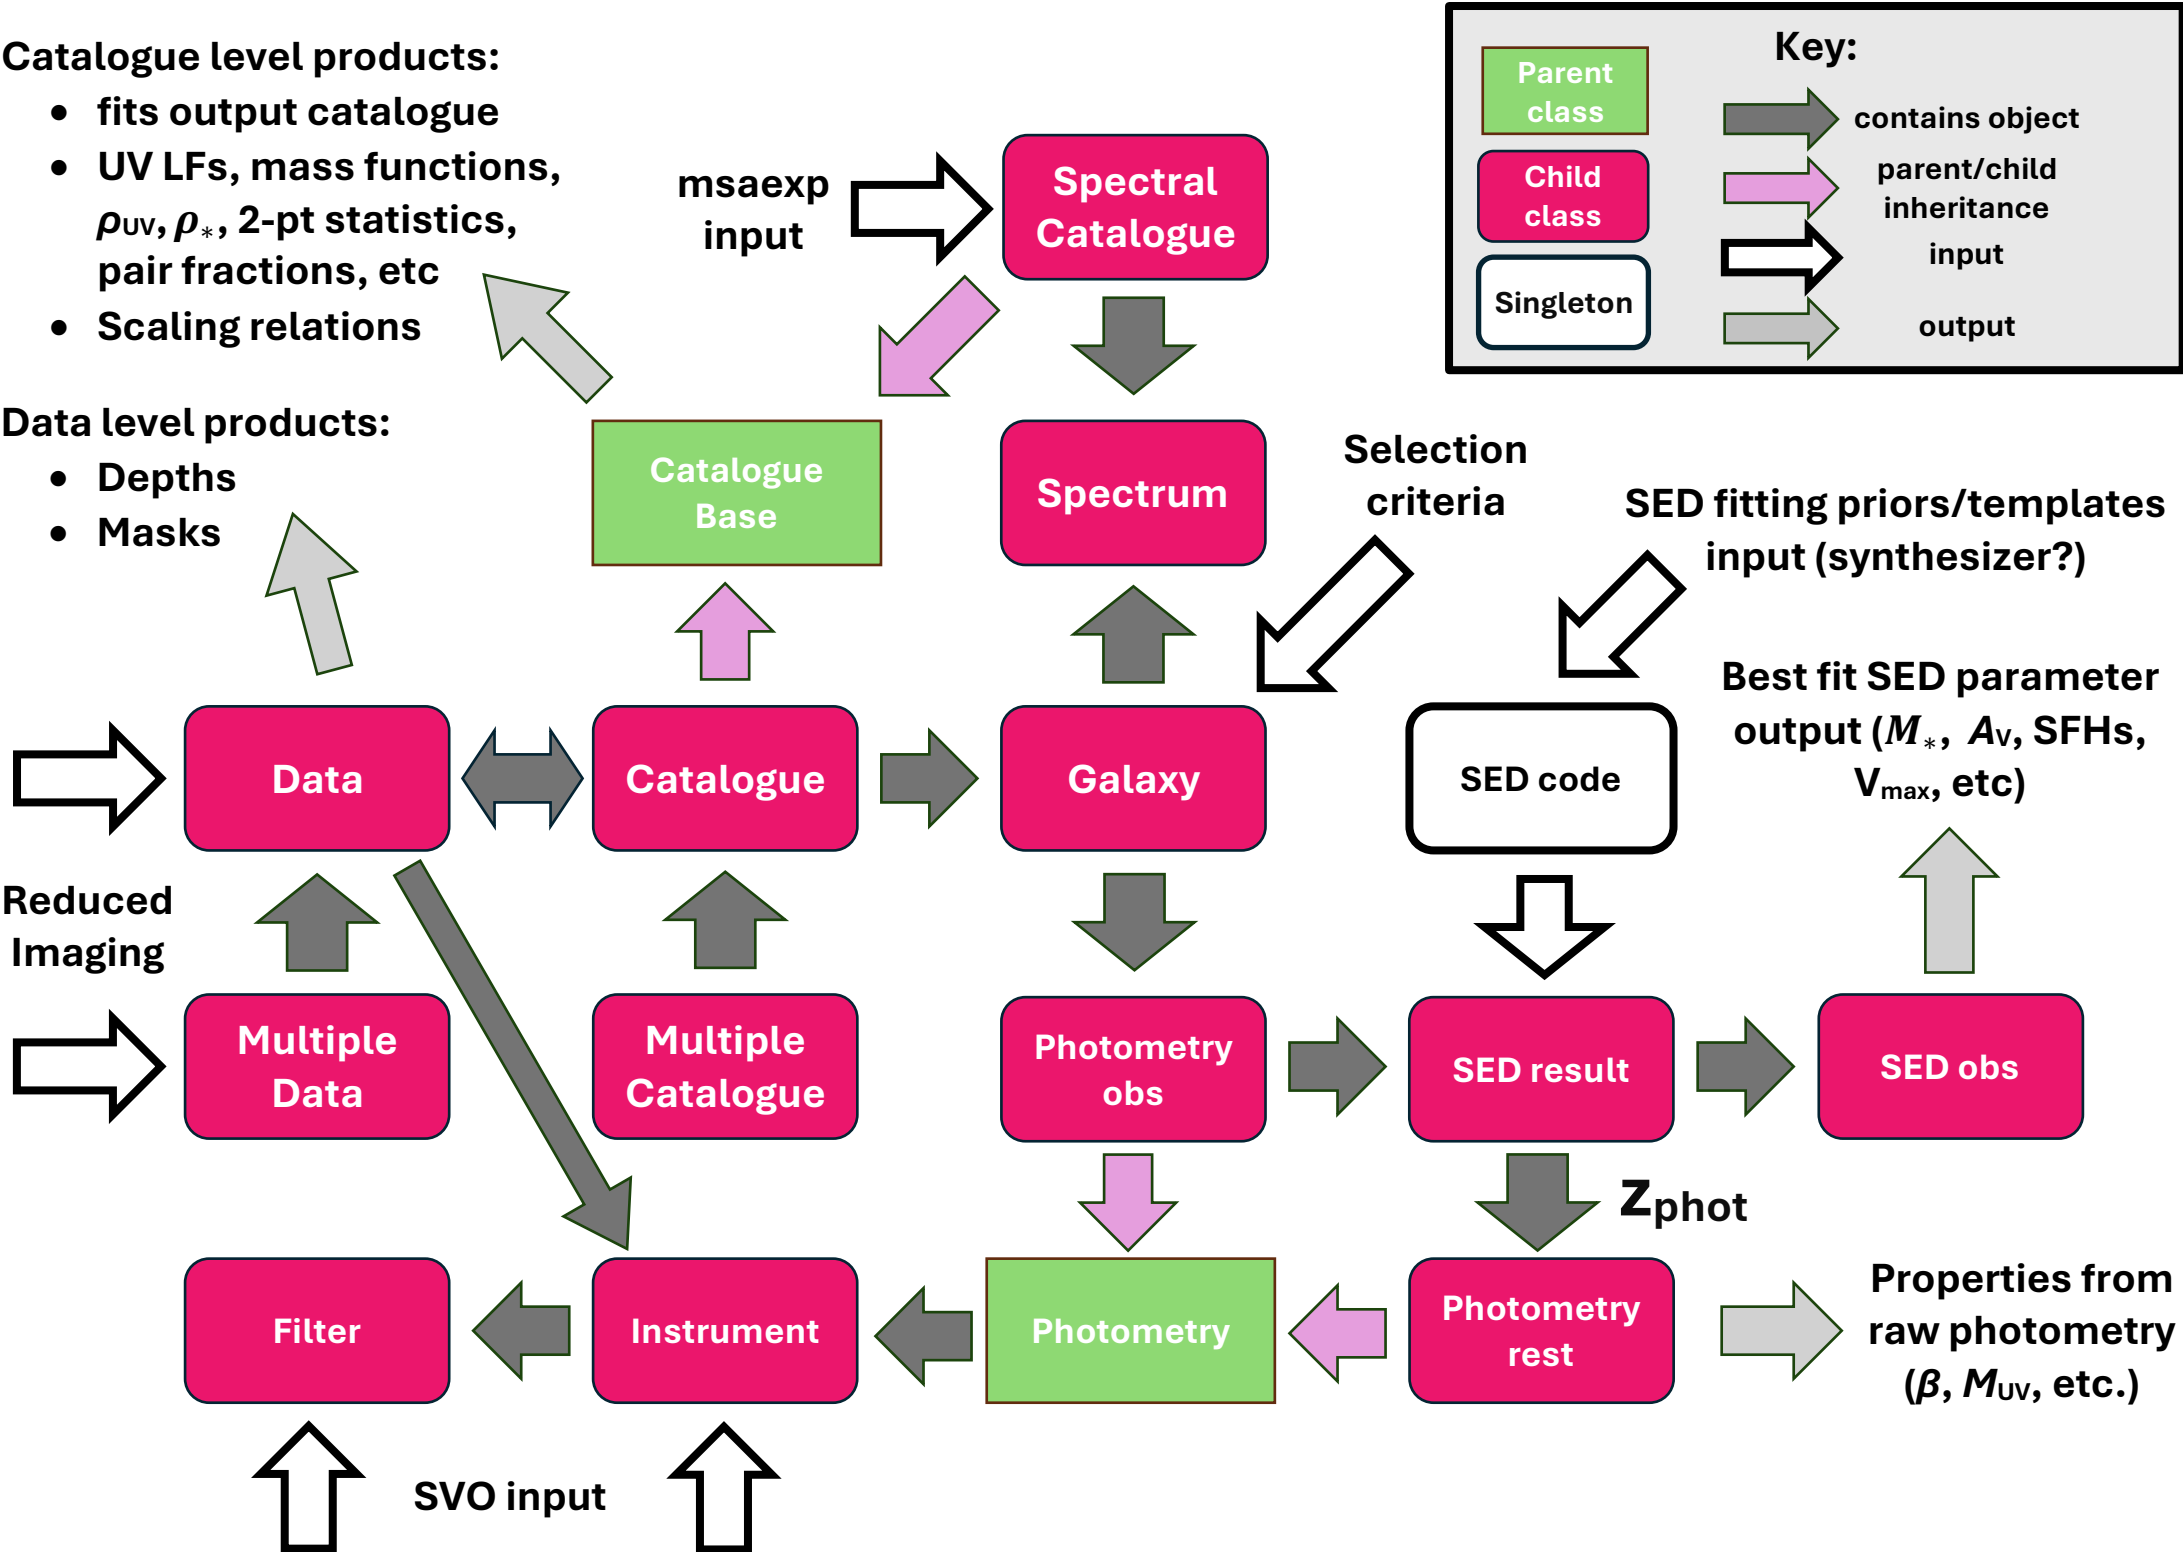 Catalogue level products:
• fits output catalogue
• UV LFs, mass functions,
ρUV, ρ*, 2-pt statistics,
pair fractions, etc
• Scaling relations
Data level products:
• Depths
• Masks
msaexp
input
Spectral
Catalogue
Key:
Parent
class
contains object
Child
class
parent/child
inheritance
input
Singleton
output
Catalogue
Base
Spectrum
Selection
criteria
SED fitting priors/templates
input (synthesizer?)
Data
Catalogue
Galaxy
SED code
Best fit SED parameter
output (M*, AV, SFHs,
Vmax, etc)
Reduced
Imaging
Multiple
Data
Multiple
Catalogue
Photometry
obs
SED result
SED obs
zphot
Filter
Instrument
Photometry
Photometry
rest
Properties from
raw photometry
(β, MUV, etc.)
SVO input